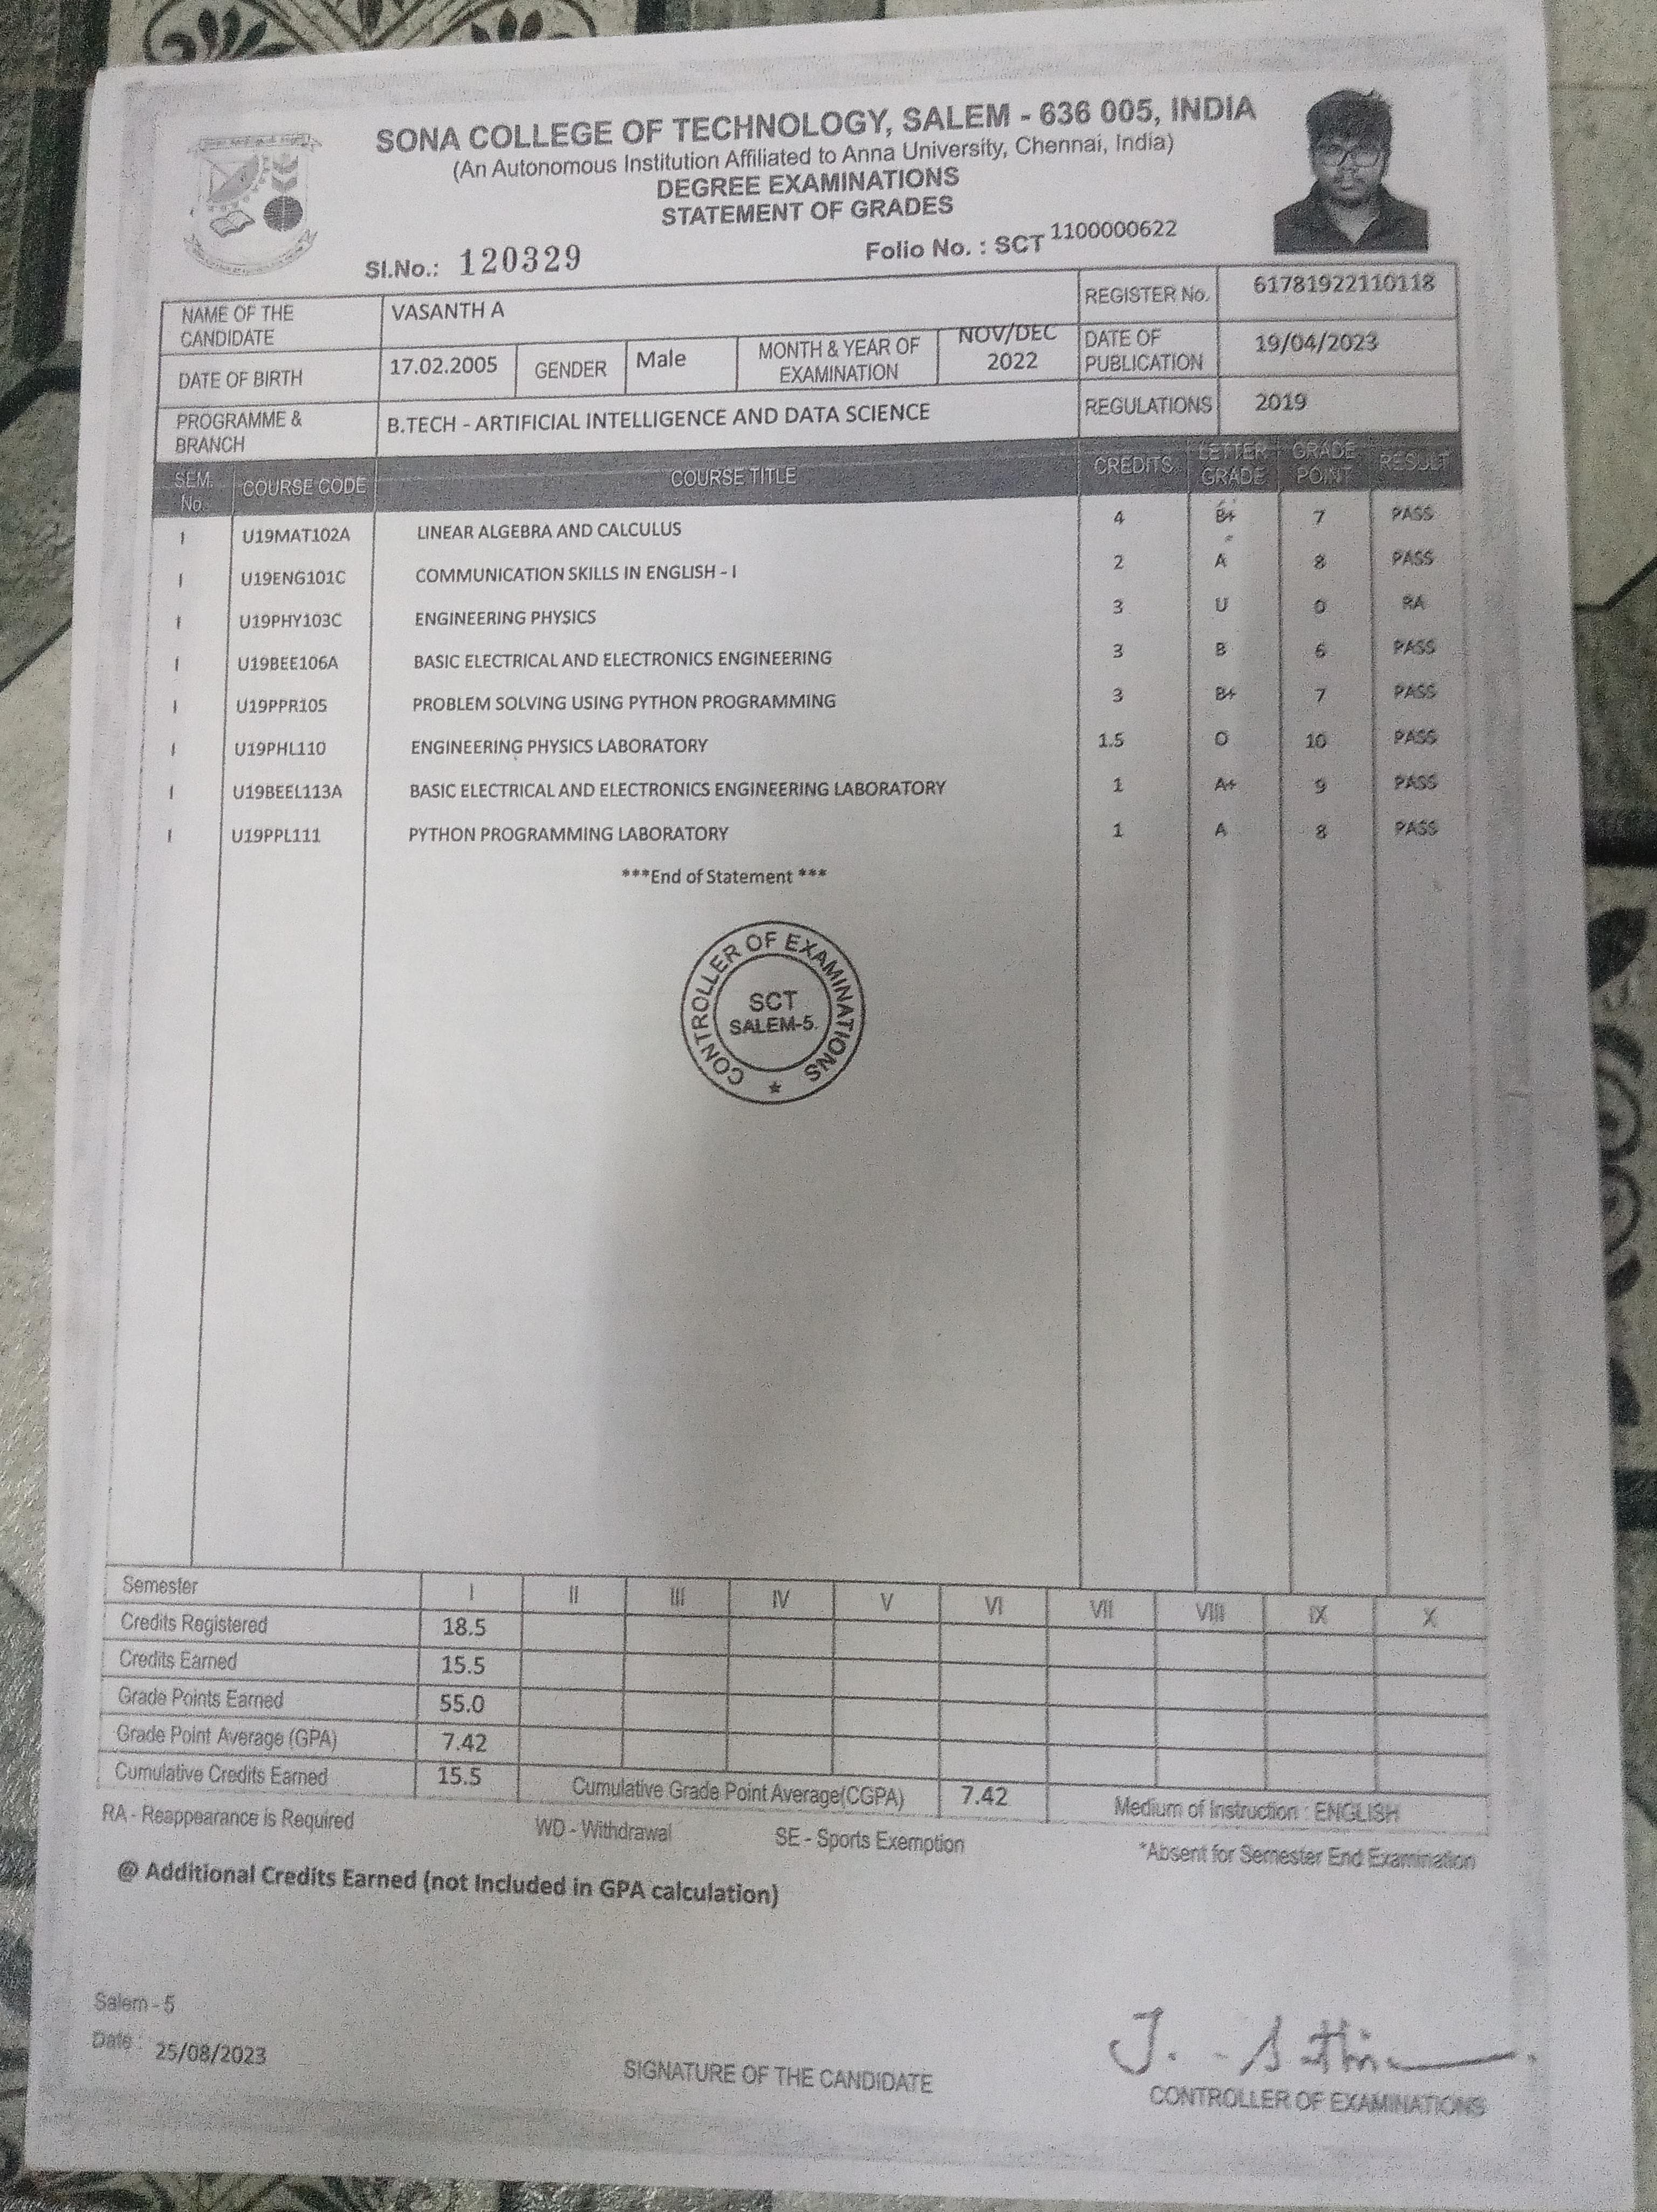 SONA COLLEGE OF TECHNOLOGY, SALEM - 636 005, INDIA
(An Autonomous Institution Affiliated to Anna University, Chennai, India)
DEGREE EXAMINATIONS
STATEMENT OF GRADES
Sl.No.: 120329 Folio No. : SCT 1100000622
NAME OF THE CANDIDATE VASANTH A REGISTER No. 61781922110118
DATE OF BIRTH 17.02.2005 GENDER Male MONTH & YEAR OF EXAMINATION NOV/DEC 2022 DATE OF PUBLICATION 19/04/2023
PROGRAMME & BRANCH B.TECH - ARTIFICIAL INTELLIGENCE AND DATA SCIENCE REGULATIONS 2019
SEM. No. COURSE CODE COURSE TITLE CREDITS LETTER GRADE GRADE POINT RESULT
I U19MAT102A LINEAR ALGEBRA AND CALCULUS 4 B+ 7 PASS
I U19ENG101C COMMUNICATION SKILLS IN ENGLISH - I 2 A 8 PASS
I U19PHY103C ENGINEERING PHYSICS 3 U 0 RA
I U19BEE106A BASIC ELECTRICAL AND ELECTRONICS ENGINEERING 3 B 6 PASS
I U19PPR105 PROBLEM SOLVING USING PYTHON PROGRAMMING 3 B+ 7 PASS
I U19PHL110 ENGINEERING PHYSICS LABORATORY 1.5 O 10 PASS
I U19BEEL113A BASIC ELECTRICAL AND ELECTRONICS ENGINEERING LABORATORY 1 A+ 9 PASS
I U19PPL111 PYTHON PROGRAMMING LABORATORY 1 A 8 PASS
***End of Statement ***
CONTROLLER OF EXAMINATIONS
SCT
SALEM-5.
Semester I II III IV V VI VII VIII IX X
Credits Registered 18.5
Credits Earned 15.5
Grade Points Earned 55.0
Grade Point Average (GPA) 7.42
Cumulative Credits Earned 15.5 Cumulative Grade Point Average(CGPA) 7.42 Medium of Instruction : ENGLISH
RA - Reappearance is Required WD - Withdrawal SE - Sports Exemption *Absent for Semester End Examination
@ Additional Credits Earned (not Included in GPA calculation)
Salem - 5
Date : 25/08/2023
SIGNATURE OF THE CANDIDATE
CONTROLLER OF EXAMINATIONS